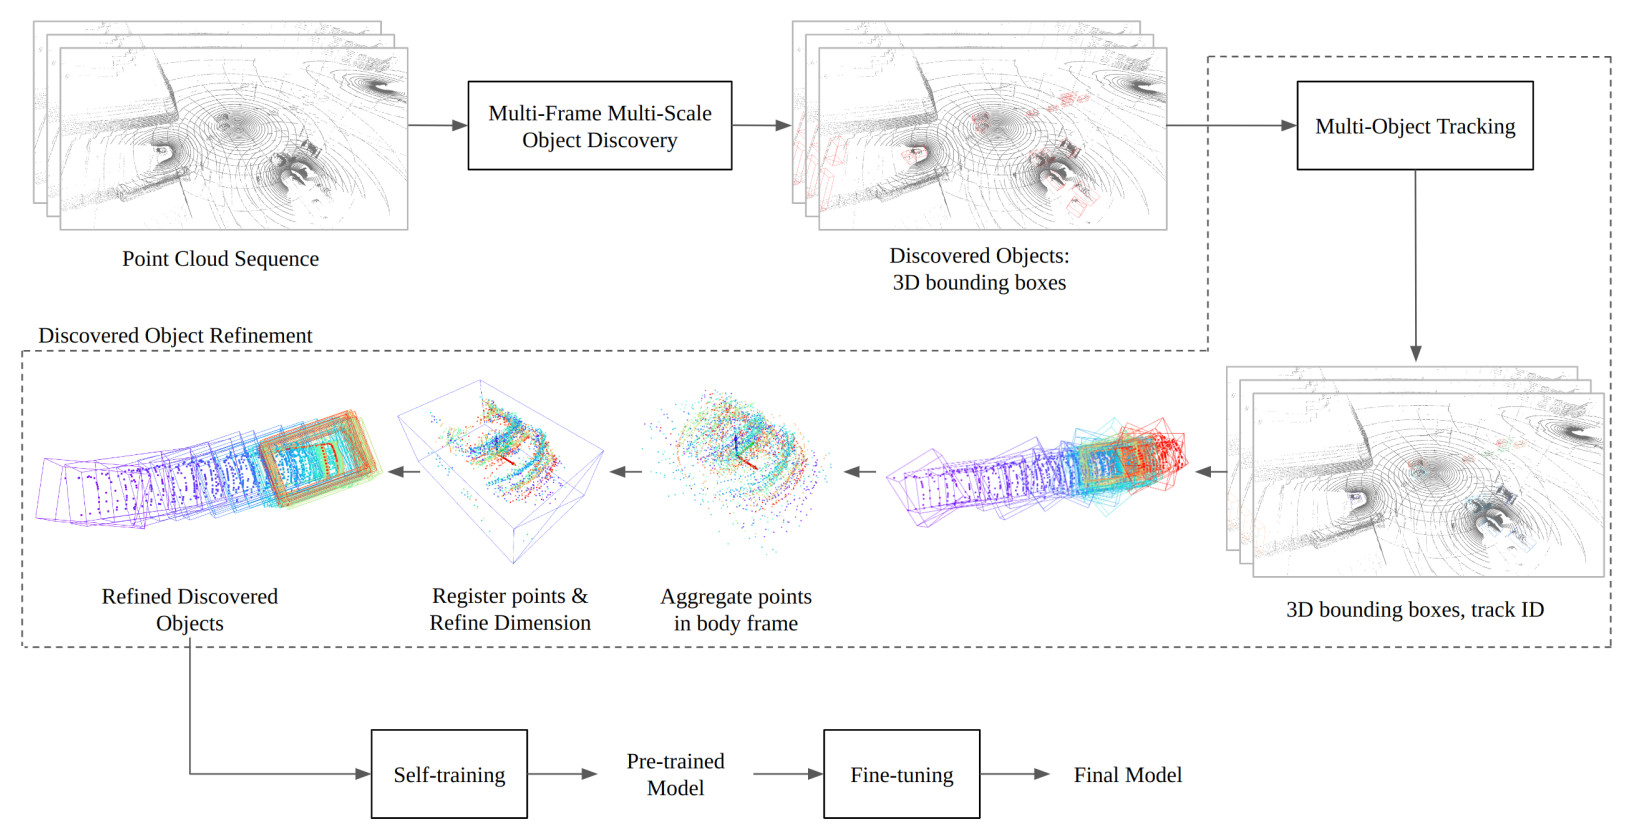 Multi-Frame Multi-Scale
Object Discovery
Multi-Object Tracking
Point Cloud Sequence
Discovered Objects:
3D bounding boxes
Discovered Object Refinement
Refined Discovered
Objects
Register points &
Refine Dimension
Aggregate points
in body frame
3D bounding boxes, track ID
Self-training
Pre-trained
Model
Fine-tuning
Final Model